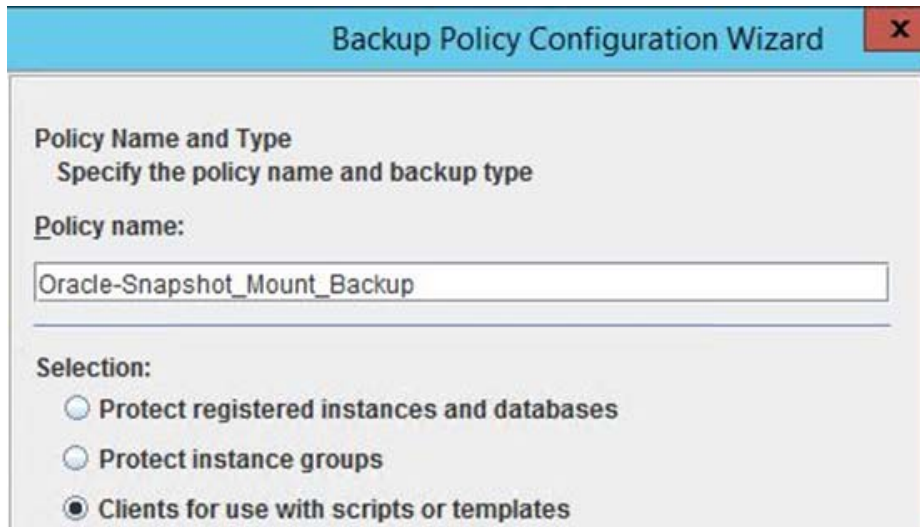 Backup Policy Configuration Wizard
x
Policy Name and Type
Specify the policy name and backup type
Policy name:
Oracle-Snapshot_Mount_Backup
Selection:
Protect registered instances and databases
Protect instance groups
Clients for use with scripts or templates